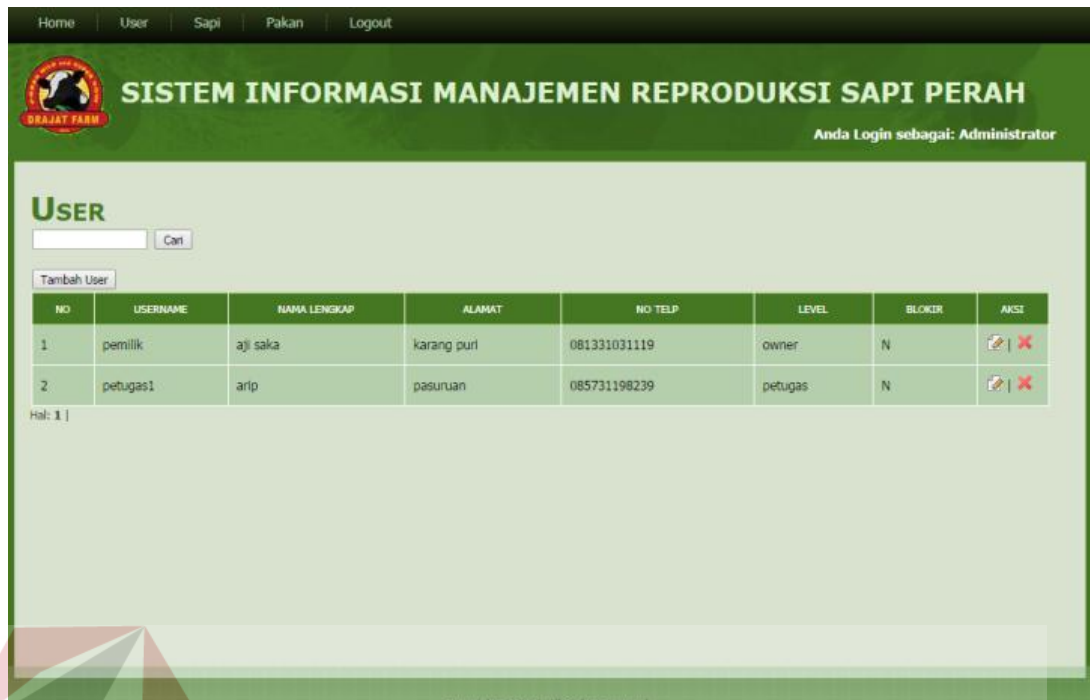 Home User Sapi Pakan Logout
DRAJAT FARM
SISTEM INFORMASI MANAJEMEN REPRODUKSI SAPI PERAH
Anda Login sebagai: Administrator
USER
Cari
Tambah User
NO USERNAME NAMA LENGKAP ALAMAT NO TELP LEVEL BLOKIR AKSI
1 pemilik aji saka karang puri 081331031119 owner N |
2 petugas1 arip pasuruan 085731198239 petugas N |
Hal: 1 |